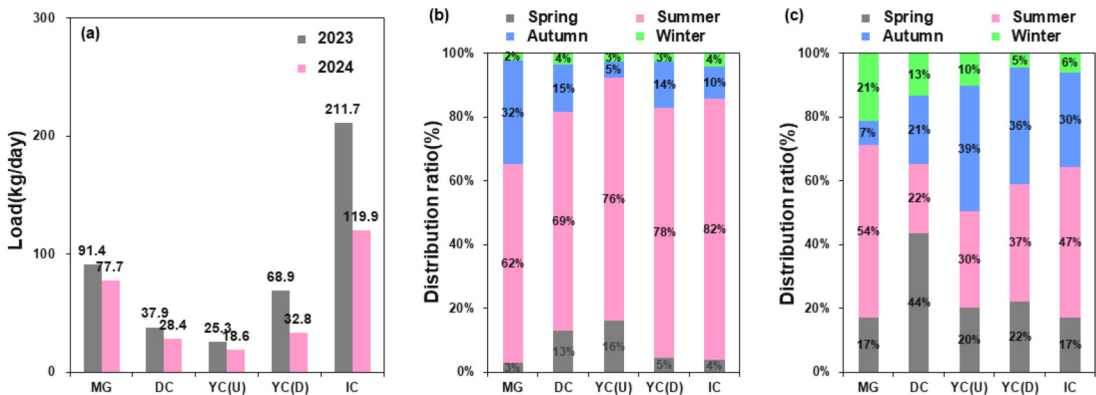 (a)
2023
2024
Load(kg/day)
300
200
100
0
91.4
77.7
37.9
28.4
25.3
18.6
68.9
32.8
211.7
119.9
MG DC YC(U) YC(D) IC
(b)
Spring Summer
Autumn Winter
Distribution ratio(%)
100%
80%
60%
40%
20%
0%
2% 4% 3% 3% 4%
32% 15% 5% 14% 10%
62% 69% 76% 78% 82%
3% 13% 16% 5% 4%
MG DC YC(U) YC(D) IC
(c)
Spring Summer
Autumn Winter
Distribution ratio(%)
100%
80%
60%
40%
20%
0%
21% 13% 10% 5% 6%
7% 21% 39% 36% 30%
54% 22% 30% 37% 47%
17% 44% 20% 22% 17%
MG DC YC(U) YC(D) IC